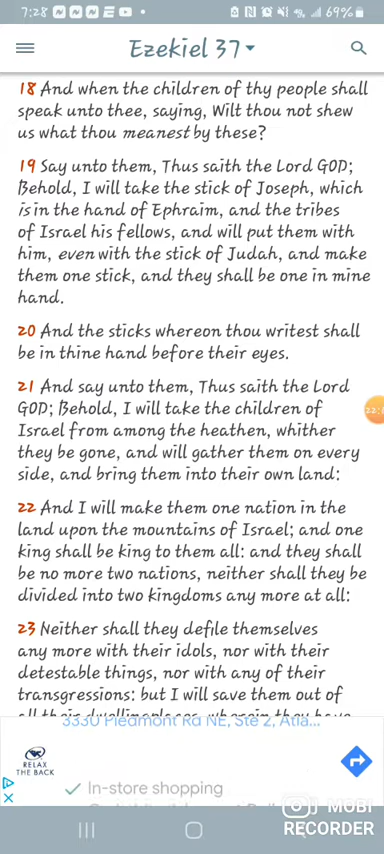 7:28
69%
Ezekiel 37
18 And when the children of thy people shall
speak unto thee, saying, Wilt thou not shew
us what thou meanest by these?
19 Say unto them, Thus saith the Lord GOD;
Behold, I will take the stick of Joseph, which
is in the hand of Ephraim, and the tribes
of Israel his fellows, and will put them with
him, even with the stick of Judah, and make
them one stick, and they shall be one in mine
hand.
20 And the sticks whereon thou writest shall
be in thine hand before their eyes.
21 And say unto them, Thus saith the Lord
GOD; Behold, I will take the children of
Israel from among the heathen, whither
they be gone, and will gather them on every
side, and bring them into their own land:
22 And I will make them one nation in the
land upon the mountains of Israel; and one
king shall be king to them all: and they shall
be no more two nations, neither shall they be
divided into two kingdoms any more at all:
23 Neither shall they defile themselves
any more with their idols, nor with their
detestable things, nor with any of their
transgressions: but I will save them out of
all their dwellingplaces, wherein they have
3330 Piedmont Rd NE, Ste 2, Atla...
RELAX
THE BACK
In-store shopping
MOBI
RECORDER